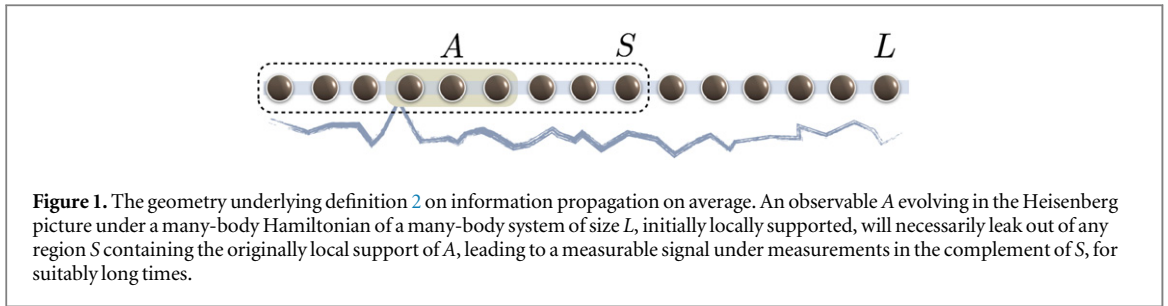 A S L
Figure 1. The geometry underlying definition 2 on information propagation on average. An observable A evolving in the Heisenberg
picture under a many-body Hamiltonian of a many-body system of size L, initially locally supported, will necessarily leak out of any
region S containing the originally local support of A, leading to a measurable signal under measurements in the complement of S, for
suitably long times.